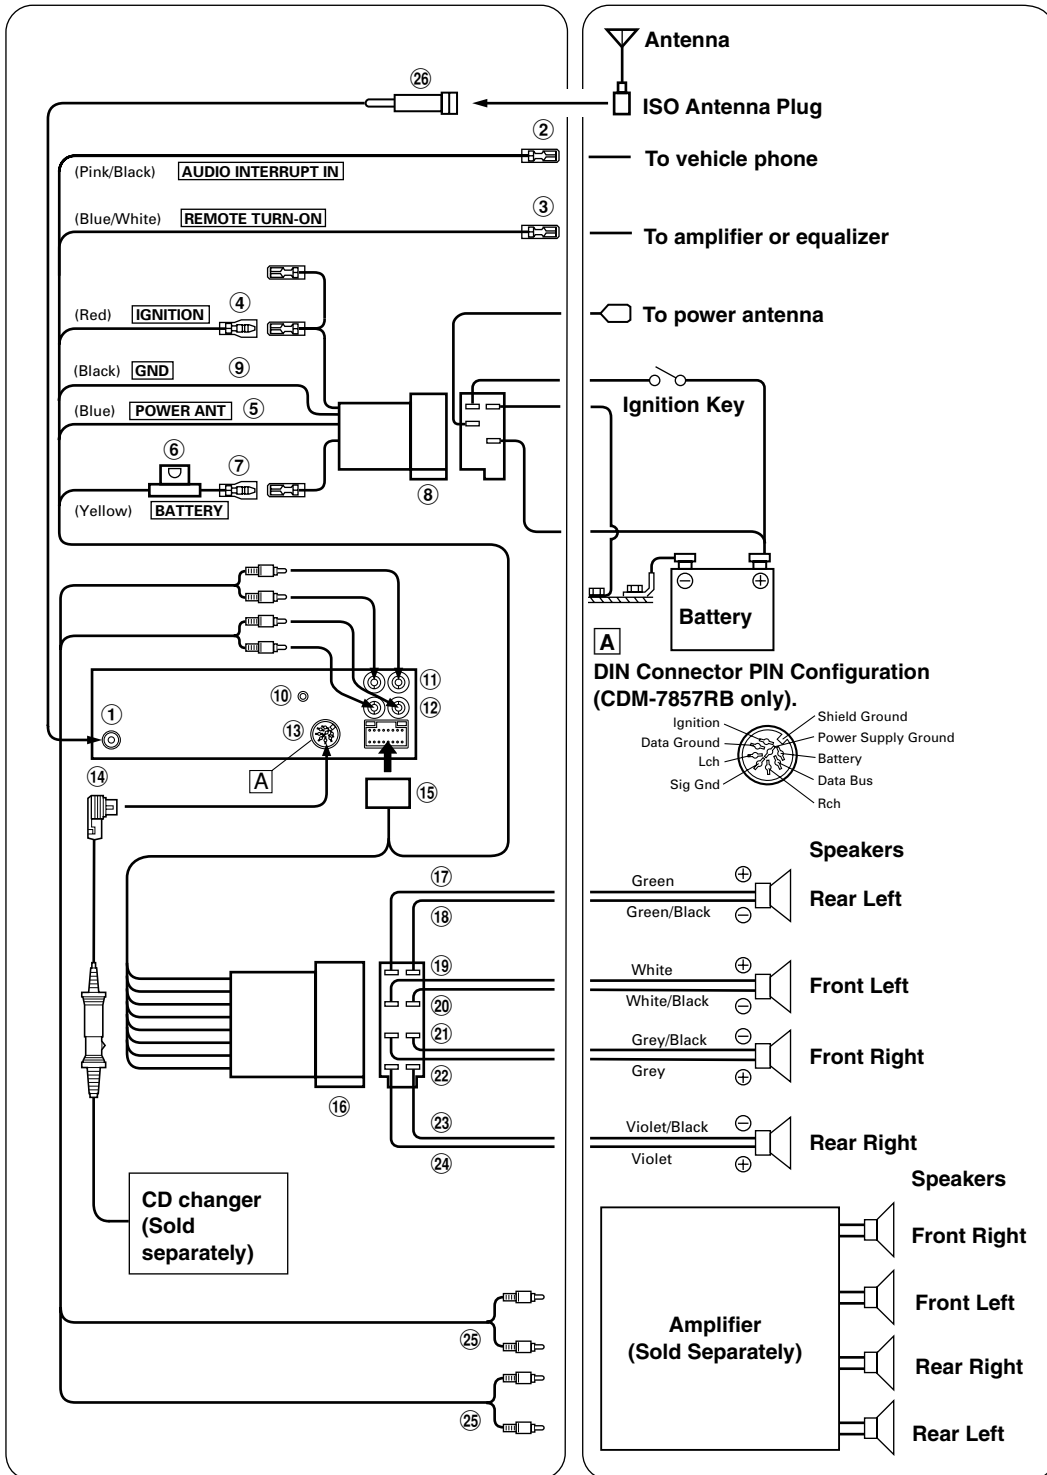 Antenna
㉖
ISO Antenna Plug
②
To vehicle phone
(Pink/Black) AUDIO INTERRUPT IN
③
(Blue/White) REMOTE TURN-ON
To amplifier or equalizer
④
(Red) IGNITION
To power antenna
(Black) GND ⑨
Ignition Key
(Blue) POWER ANT ⑤
⑥
⑦
⑧
(Yellow) BATTERY
⊖ ⊕
Battery
A
DIN Connector PIN Configuration
(CDM-7857RB only).
⑪
⑩
⑫
①
⑬
Ignition
Data Ground
Lch
Sig Gnd
Shield Ground
Power Supply Ground
Battery
Data Bus
Rch
A
⑭
⑮
Speakers
⑰
Green
⊕
Rear Left
⑱
Green/Black
⊖
⑲
White
⊕
Front Left
⑳
White/Black
⊖
㉑
Grey/Black
⊖
Front Right
㉒
Grey
⊕
⑯
㉓
Violet/Black
⊖
Rear Right
㉔
Violet
⊕
CD changer
(Sold
separately)
Speakers
Front Right
Front Left
Amplifier
(Sold Separately)
㉕
Rear Right
㉕
Rear Left